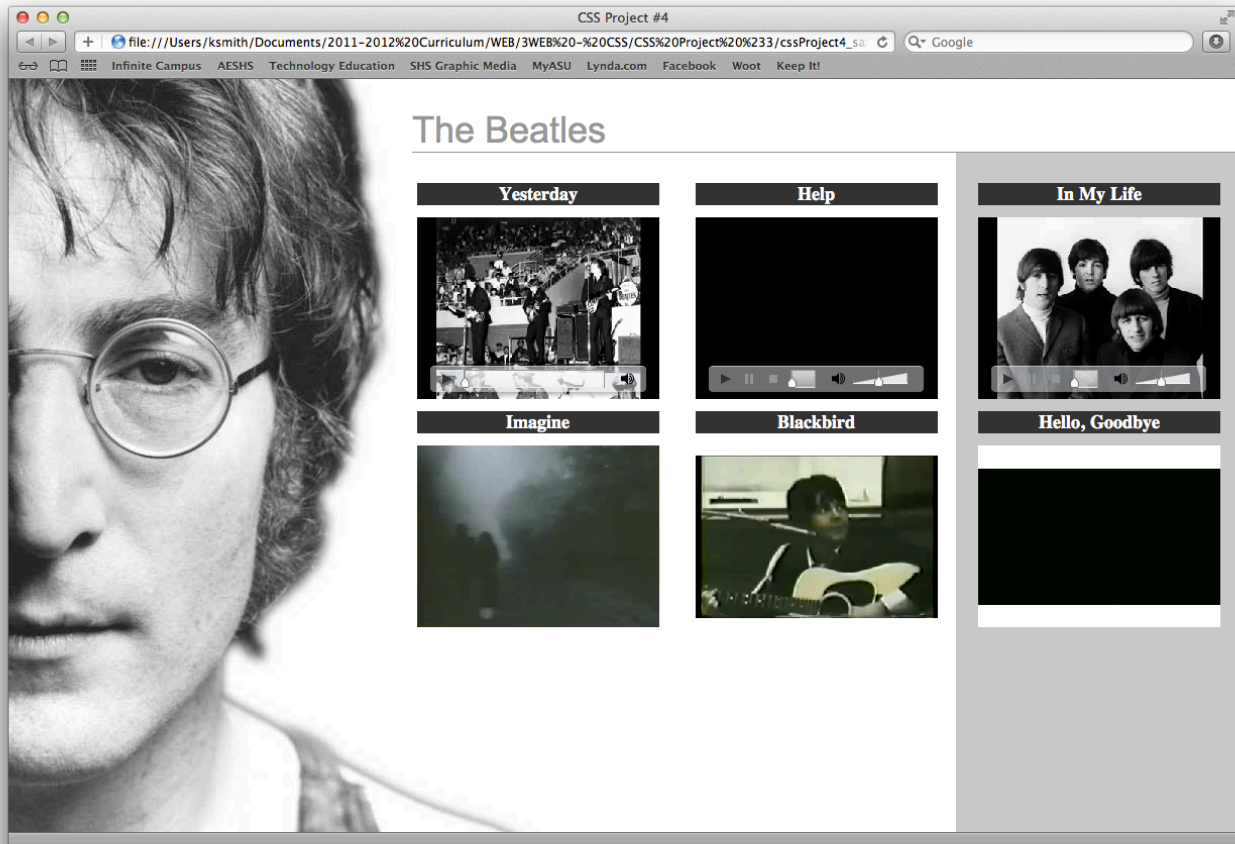 CSS Project #4
file:///Users/ksmith/Documents/2011-2012%20Curriculum/WEB/3WEB%20-%20CSS/CSS%20Project%20%233/cssProject4_sa
Google
Infinite Campus AESHS Technology Education SHS Graphic Media MyASU Lynda.com Facebook Woot Keep It!
The Beatles
Yesterday Help In My Life
BEATLES
Imagine Blackbird Hello, Goodbye